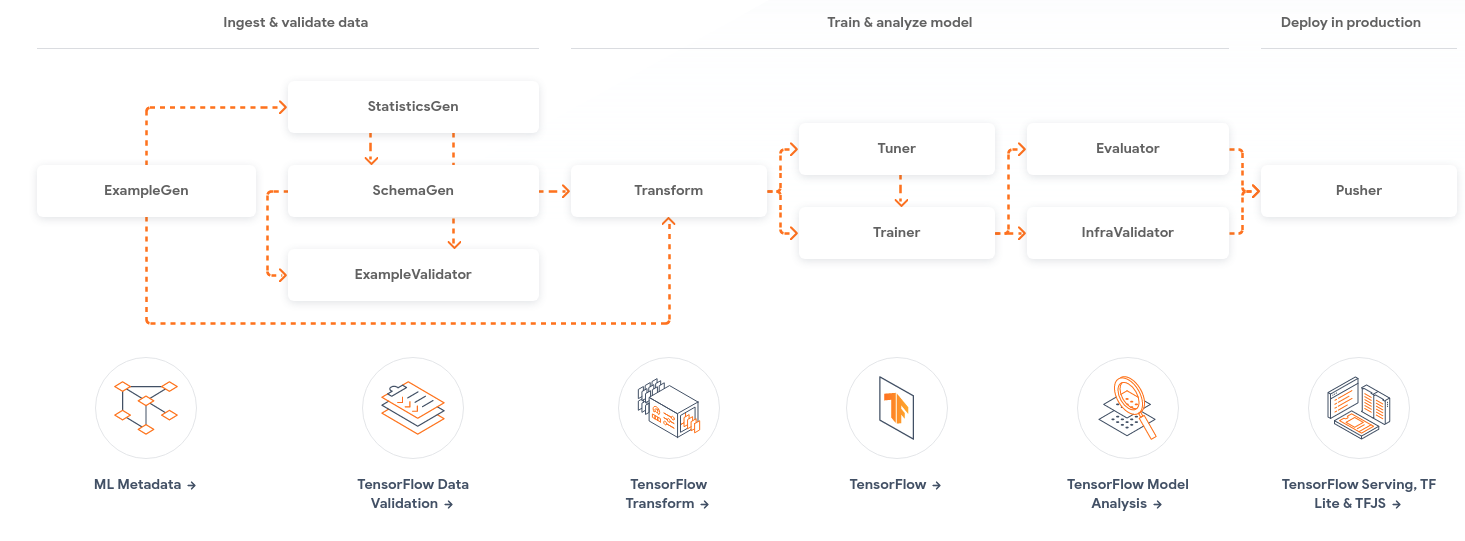 Ingest & validate data
Train & analyze model
Deploy in production
StatisticsGen
ExampleGen
SchemaGen
ExampleValidator
Transform
Tuner
Trainer
Evaluator
InfraValidator
Pusher
ML Metadata →
TensorFlow Data
Validation →
TensorFlow
Transform →
TensorFlow →
TensorFlow Model
Analysis →
TensorFlow Serving, TF
Lite & TFJS →